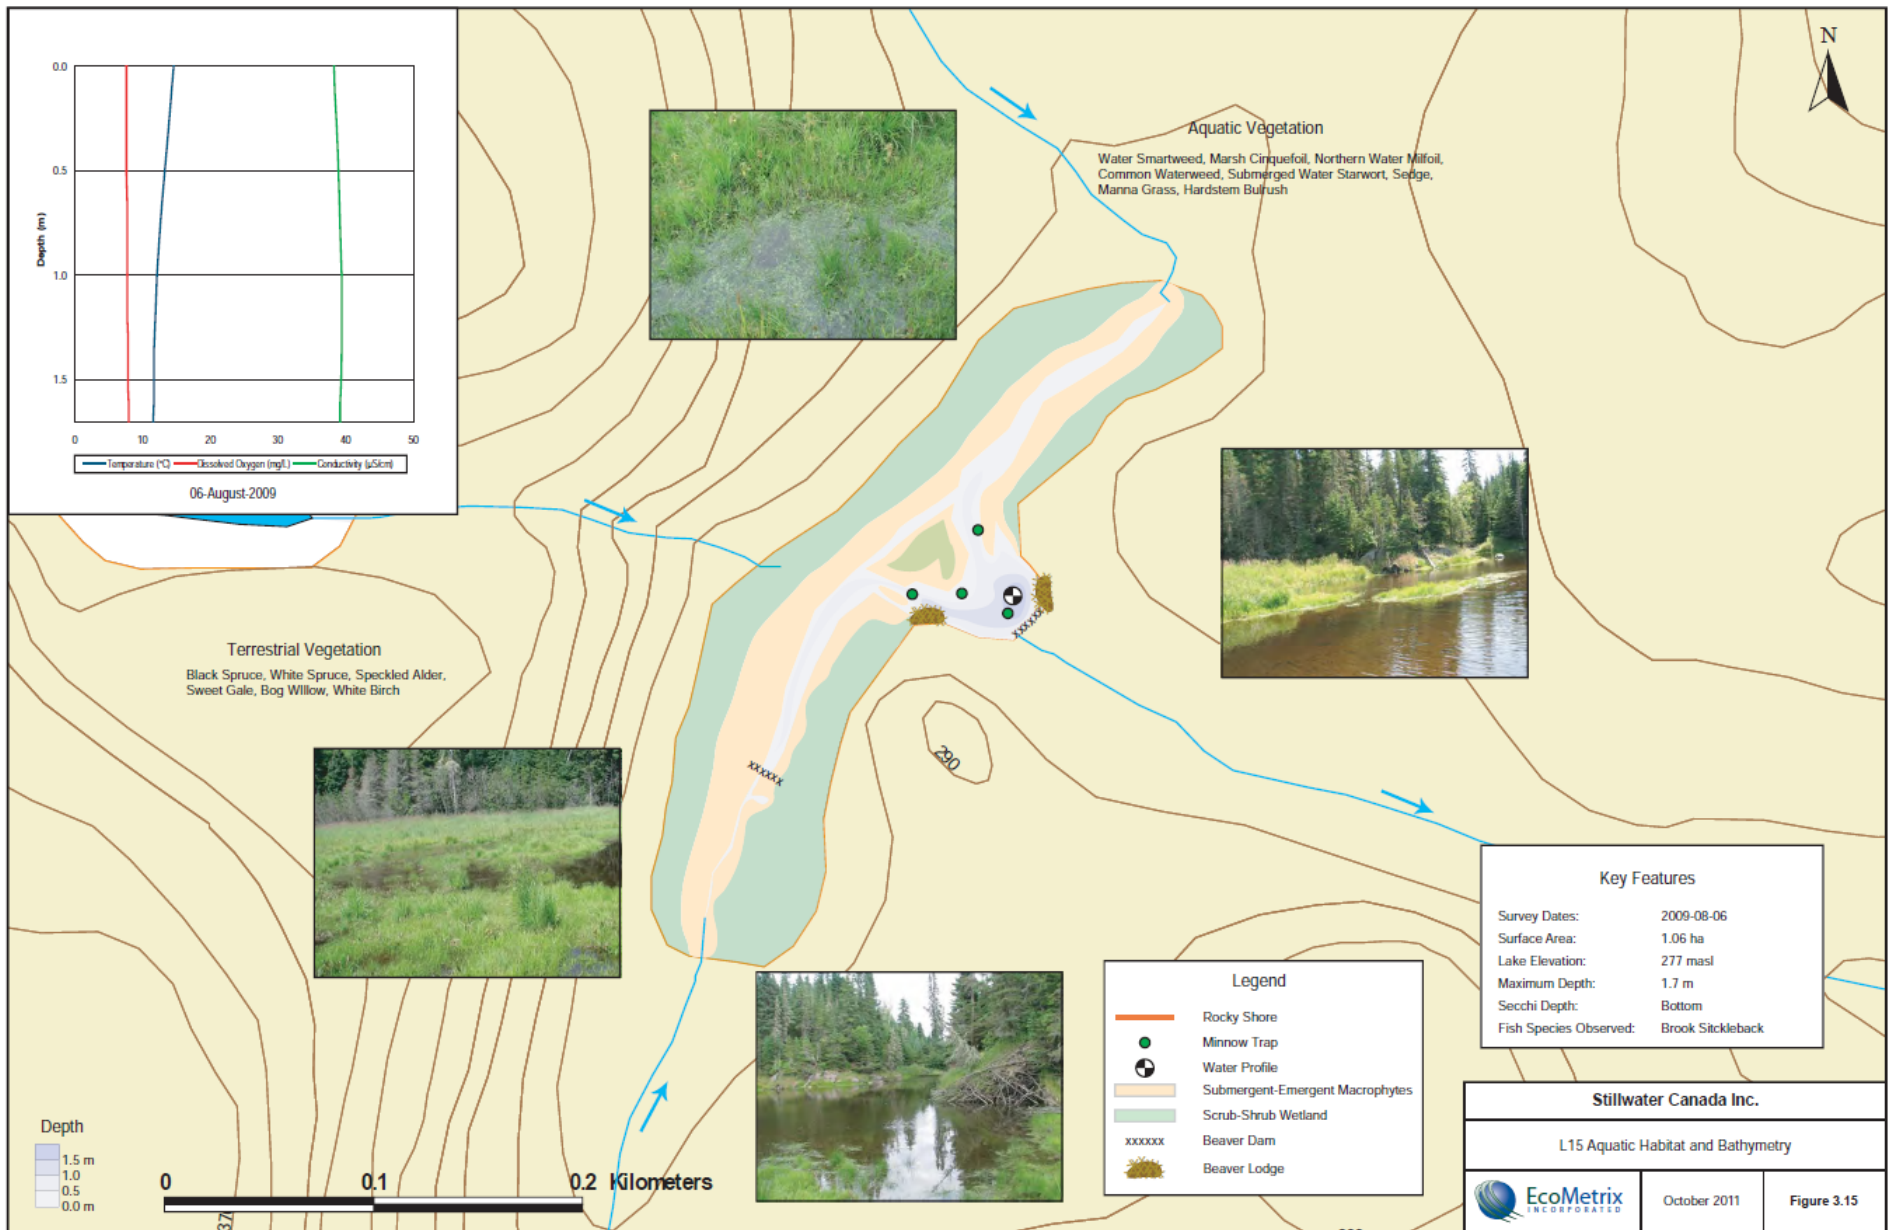 0.0
0.5
1.0
1.5
Depth (m)
0 10 20 30 40 50
Temperature (°C) Dissolved Oxygen (mg/L) Conductivity (µS/cm)
06-August-2009
N
Aquatic Vegetation
Water Smartweed, Marsh Cinquefoil, Northern Water Milfoil,
Common Waterweed, Submerged Water Starwort, Sedge,
Manna Grass, Hardstem Bulrush
Terrestrial Vegetation
Black Spruce, White Spruce, Speckled Alder,
Sweet Gale, Bog WIllow, White Birch
xxxxxx
xxxxxx
290
Key Features
Survey Dates: 2009-08-06
Surface Area: 1.06 ha
Lake Elevation: 277 masl
Maximum Depth: 1.7 m
Secchi Depth: Bottom
Fish Species Observed: Brook Sitckleback
Legend
Rocky Shore
Minnow Trap
Water Profile
Submergent-Emergent Macrophytes
Scrub-Shrub Wetland
xxxxxx Beaver Dam
Beaver Lodge
Depth
1.5 m
1.0
0.5
0.0 m
0 0.1 0.2 Kilometers
Stillwater Canada Inc.
L15 Aquatic Habitat and Bathymetry
EcoMetrix
INCORPORATED
October 2011
Figure 3.15